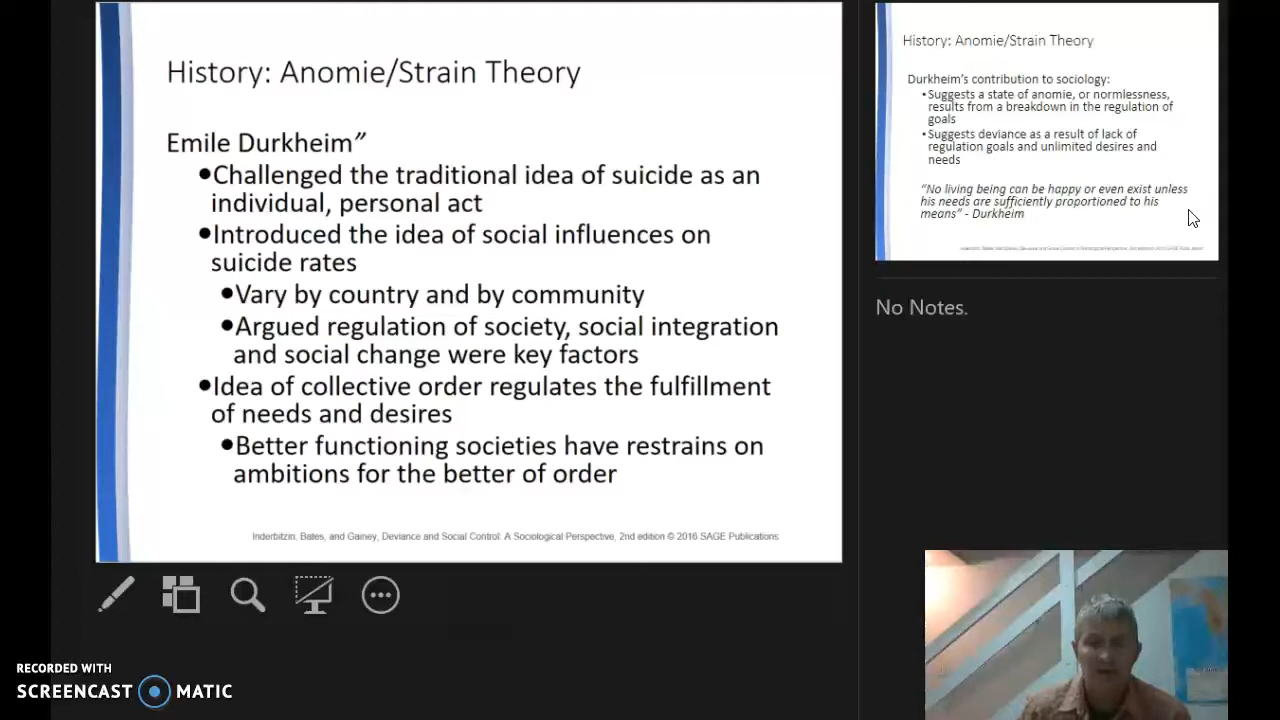 History: Anomie/Strain Theory
Emile Durkheim”
•Challenged the traditional idea of suicide as an
individual, personal act
•Introduced the idea of social influences on
suicide rates
•Vary by country and by community
•Argued regulation of society, social integration
and social change were key factors
•Idea of collective order regulates the fulfillment
of needs and desires
•Better functioning societies have restrains on
ambitions for the better of order
Inderbitzin, Bates, and Gainey, Deviance and Social Control: A Sociological Perspective, 2nd edition © 2016 SAGE Publications
History: Anomie/Strain Theory
Durkheim’s contribution to sociology:
•Suggests a state of anomie, or normlessness,
results from a breakdown in the regulation of
goals
•Suggests deviance as a result of lack of
regulation goals and unlimited desires and
needs
“No living being can be happy or even exist unless
his needs are sufficiently proportioned to his
means” - Durkheim
No Notes.
RECORDED WITH
SCREENCAST MATIC